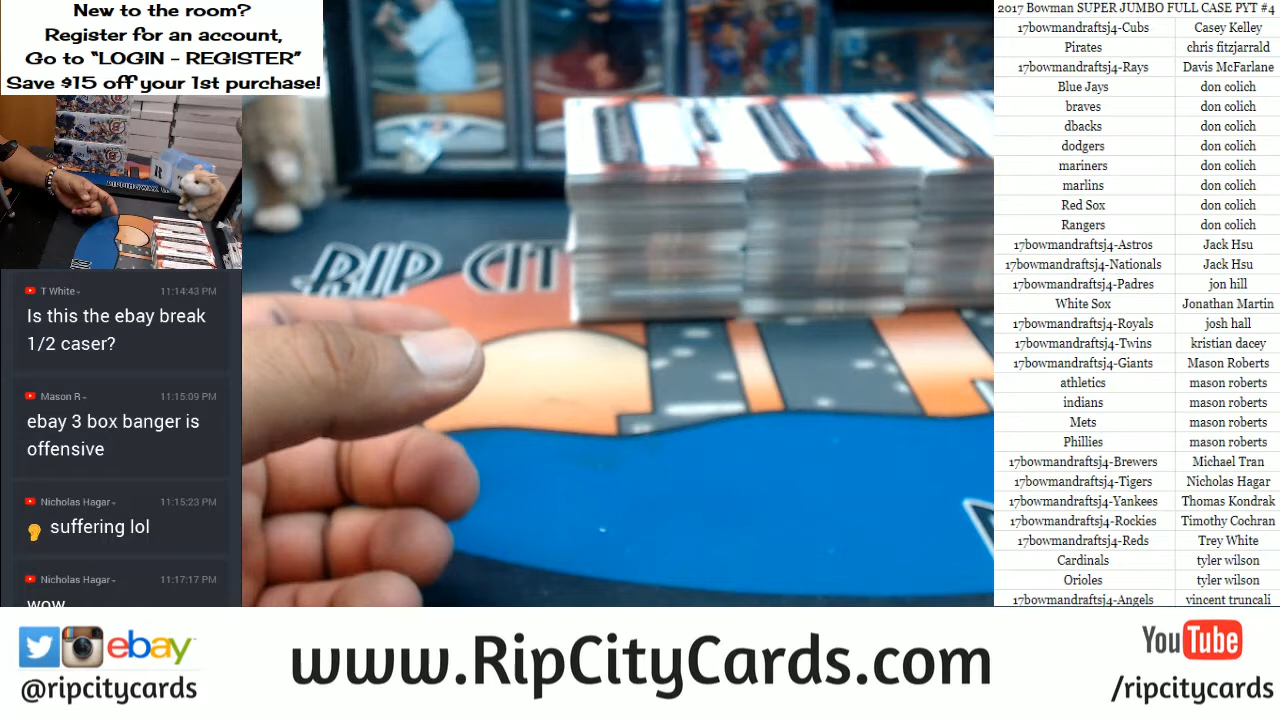 New to the room?
Register for an account,
Go to “LOGIN - REGISTER”
Save $15 off your 1st purchase!
T White
11:14:43 PM
Is this the ebay break
1/2 caser?
Mason R
11:15:09 PM
ebay 3 box banger is
offensive
Nicholas Hagar
11:15:23 PM
suffering lol
Nicholas Hagar
11:17:17 PM
wow
RIP CIT
2017 Bowman SUPER JUMBO FULL CASE PYT #4
17bowmandraftsj4-Cubs Casey Kelley
Pirates chris fitzjarrald
17bowmandraftsj4-Rays Davis McFarlane
Blue Jays don colich
braves don colich
dbacks don colich
dodgers don colich
mariners don colich
marlins don colich
Red Sox don colich
Rangers don colich
17bowmandraftsj4-Astros Jack Hsu
17bowmandraftsj4-Nationals Jack Hsu
17bowmandraftsj4-Padres jon hill
White Sox Jonathan Martin
17bowmandraftsj4-Royals josh hall
17bowmandraftsj4-Twins kristian dacey
17bowmandraftsj4-Giants Mason Roberts
athletics mason roberts
indians mason roberts
Mets mason roberts
Phillies mason roberts
17bowmandraftsj4-Brewers Michael Tran
17bowmandraftsj4-Tigers Nicholas Hagar
17bowmandraftsj4-Yankees Thomas Kondrak
17bowmandraftsj4-Rockies Timothy Cochran
17bowmandraftsj4-Reds Trey White
Cardinals tyler wilson
Orioles tyler wilson
17bowmandraftsj4-Angels vincent truncali
ebay
@ripcitycards
www.RipCityCards.com
YouTube
/ripcitycards